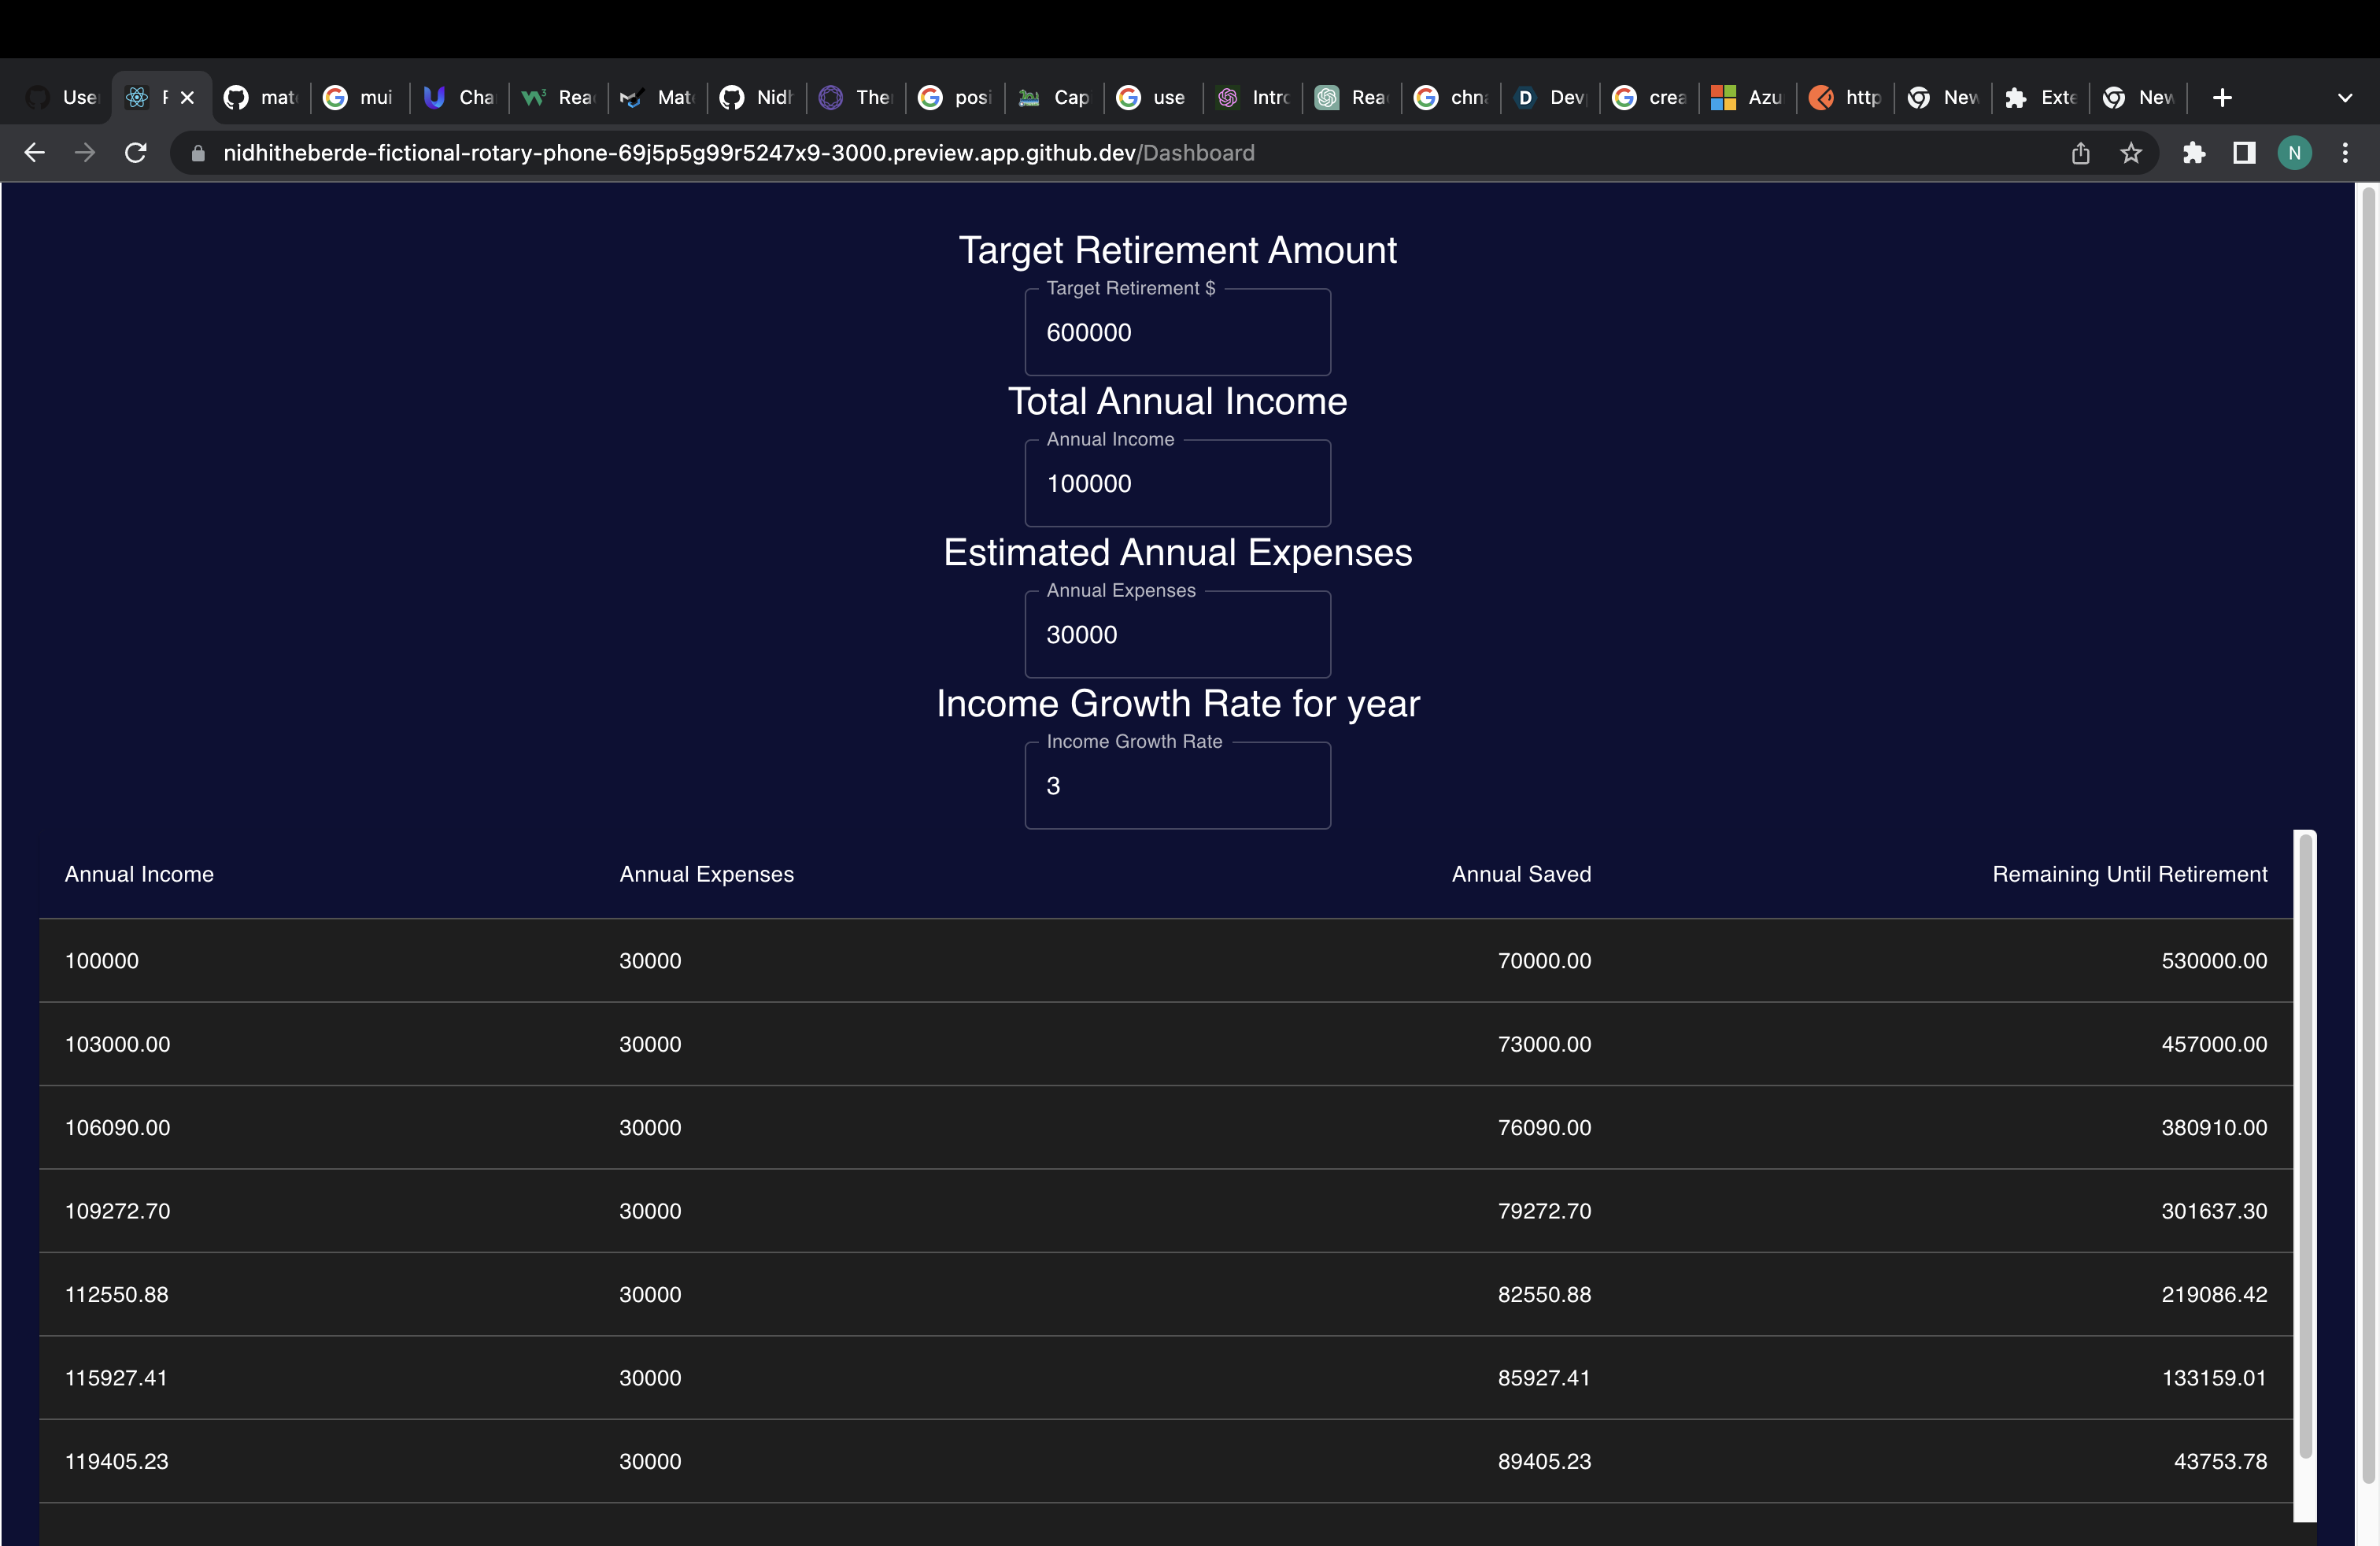 User F mat mui Cha Rea Mat Nidh The posi Cap use Intro Rea chna Dev crea Azu http New Exte New
nidhitheberde-fictional-rotary-phone-69j5p5g99r5247x9-3000.preview.app.github.dev/Dashboard N
Target Retirement Amount
Target Retirement $
600000
Total Annual Income
Annual Income
100000
Estimated Annual Expenses
Annual Expenses
30000
Income Growth Rate for year
Income Growth Rate
3
Annual Income Annual Expenses Annual Saved Remaining Until Retirement
100000 30000 70000.00 530000.00
103000.00 30000 73000.00 457000.00
106090.00 30000 76090.00 380910.00
109272.70 30000 79272.70 301637.30
112550.88 30000 82550.88 219086.42
115927.41 30000 85927.41 133159.01
119405.23 30000 89405.23 43753.78